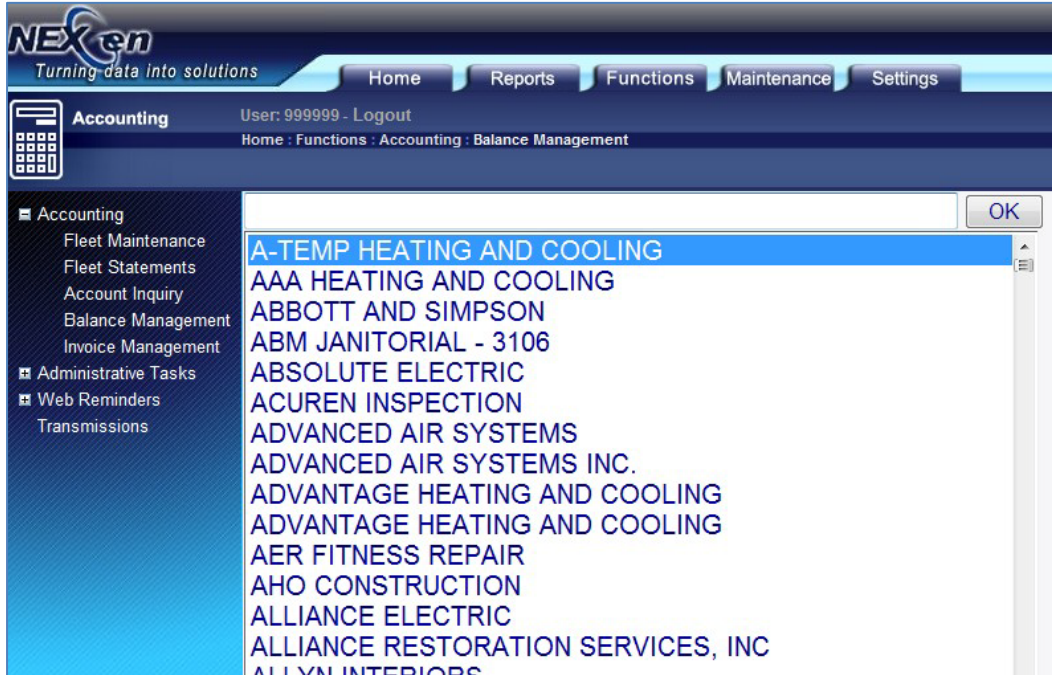 NEXen
Turning data into solutions
Home Reports Functions Maintenance Settings
Accounting
User: 999999 - Logout
Home : Functions : Accounting : Balance Management
Accounting
Fleet Maintenance
Fleet Statements
Account Inquiry
Balance Management
Invoice Management
Administrative Tasks
Web Reminders
Transmissions
OK
A-TEMP HEATING AND COOLING
AAA HEATING AND COOLING
ABBOTT AND SIMPSON
ABM JANITORIAL - 3106
ABSOLUTE ELECTRIC
ACUREN INSPECTION
ADVANCED AIR SYSTEMS
ADVANCED AIR SYSTEMS INC.
ADVANTAGE HEATING AND COOLING
ADVANTAGE HEATING AND COOLING
AER FITNESS REPAIR
AHO CONSTRUCTION
ALLIANCE ELECTRIC
ALLIANCE RESTORATION SERVICES, INC
ALLYN INTERIORS